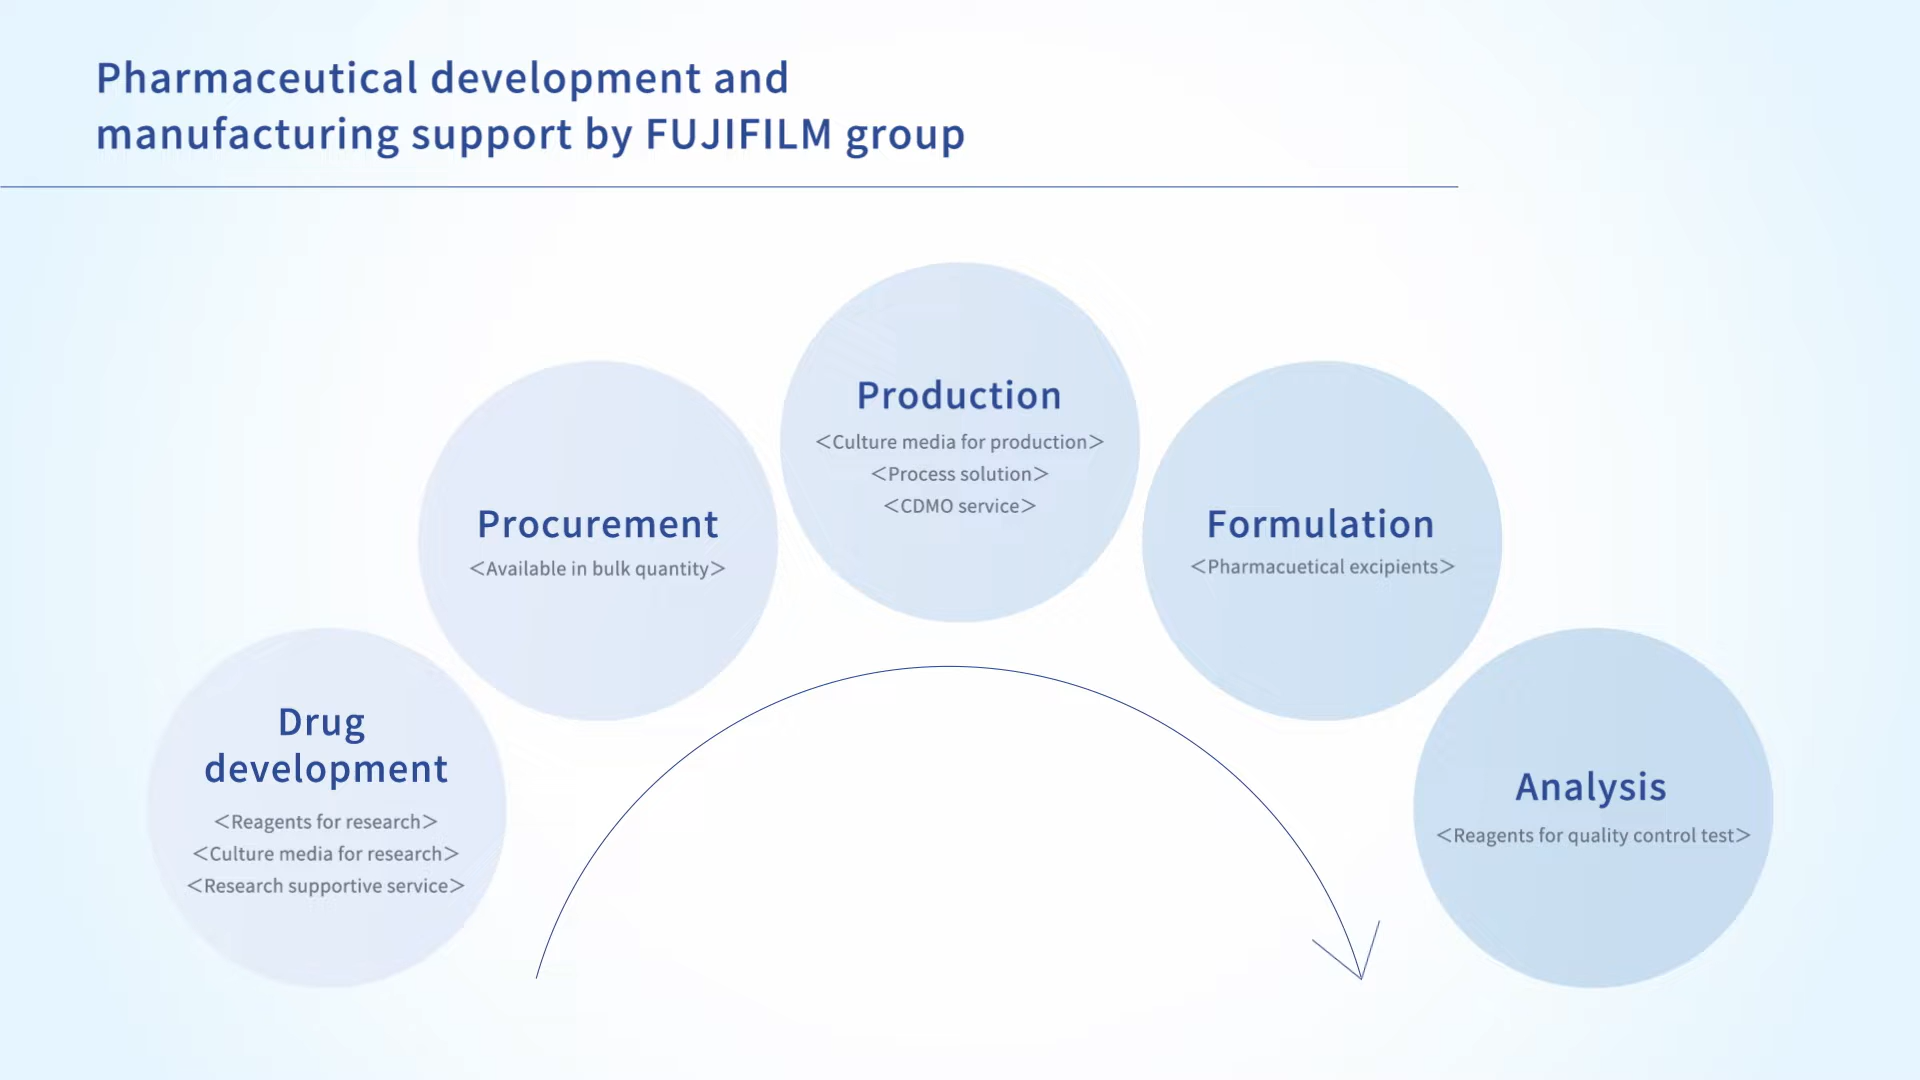 Pharmaceutical development and
manufacturing support by FUJIFILM group
Drug
development
<Reagents for research>
<Culture media for research>
<Research supportive service>
Procurement
<Available in bulk quantity>
Production
<Culture media for production>
<Process solution>
<CDMO service>
Formulation
<Pharmacuetical excipients>
Analysis
<Reagents for quality control test>